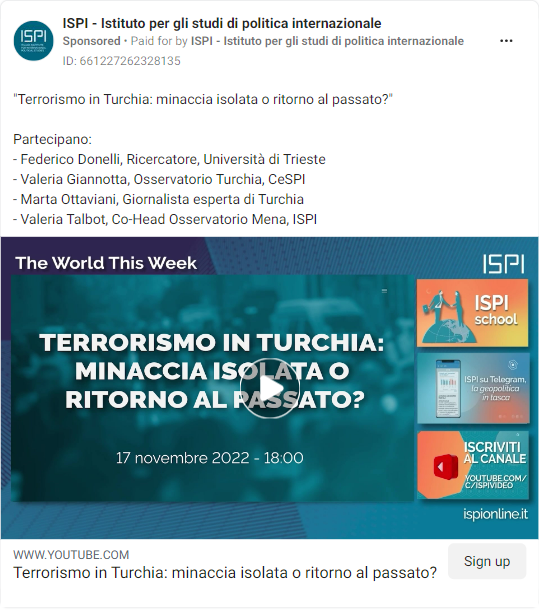 ISPI - Istituto per gli studi di politica internazionale
Sponsored • Paid for by ISPI - Istituto per gli studi di politica internazionale
ID: 661227262328135
"Terrorismo in Turchia: minaccia isolata o ritorno al passato?"
Partecipano:
- Federico Donelli, Ricercatore, Università di Trieste
- Valeria Giannotta, Osservatorio Turchia, CeSPI
- Marta Ottaviani, Giornalista esperta di Turchia
- Valeria Talbot, Co-Head Osservatorio Mena, ISPI
The World This Week
ISPI
TERRORISMO IN TURCHIA:
MINACCIA ISOLATA O
RITORNO AL PASSATO?
17 novembre 2022 - 18:00
ISPI
school
ISPI su Telegram,
la geopolitica
in tasca
ISCRIVITI
AL CANALE
YOUTUBE.COM/
C/ISPIVIDEO
ispionline.it
WWW.YOUTUBE.COM
Terrorismo in Turchia: minaccia isolata o ritorno al passato?
Sign up